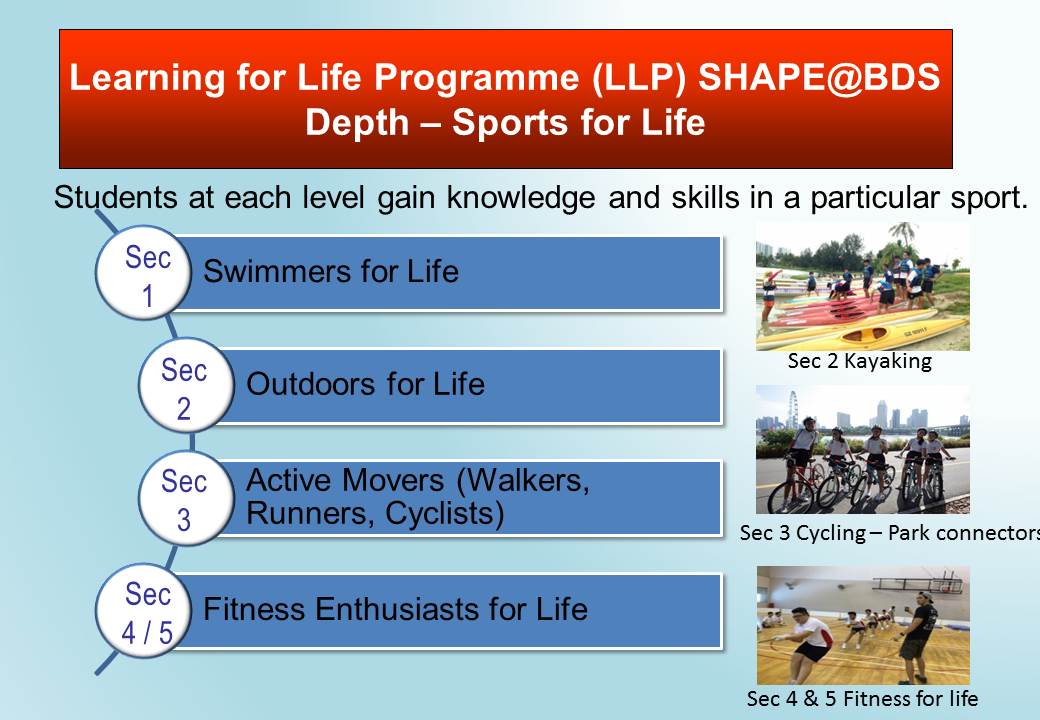 Learning for Life Programme (LLP) SHAPE@BDS
Depth – Sports for Life
Students at each level gain knowledge and skills in a particular sport.
Sec
1
Swimmers for Life
Sec
2
Outdoors for Life
Sec
3
Active Movers (Walkers,
Runners, Cyclists)
Sec
4 / 5
Fitness Enthusiasts for Life
Sec 2 Kayaking
Sec 3 Cycling – Park connectors
Sec 4 & 5 Fitness for life